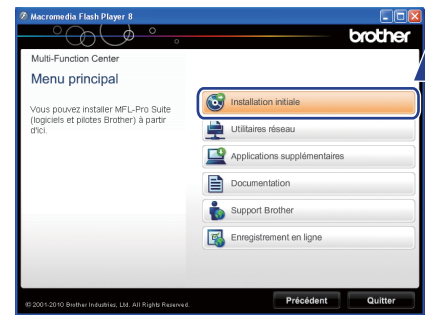 Macromedia Flash Player 8
brother
Multi-Function Center
Menu principal
Vous pouvez installer MFL-Pro Suite
(logiciels et pilotes Brother) à partir
d'ici.
Installation initiale
Utilitaires réseau
Applications supplémentaires
Documentation
Support Brother
Enregistrement en ligne
© 2001-2010 Brother Industries, Ltd. All Rights Reserved.
Précédent
Quitter